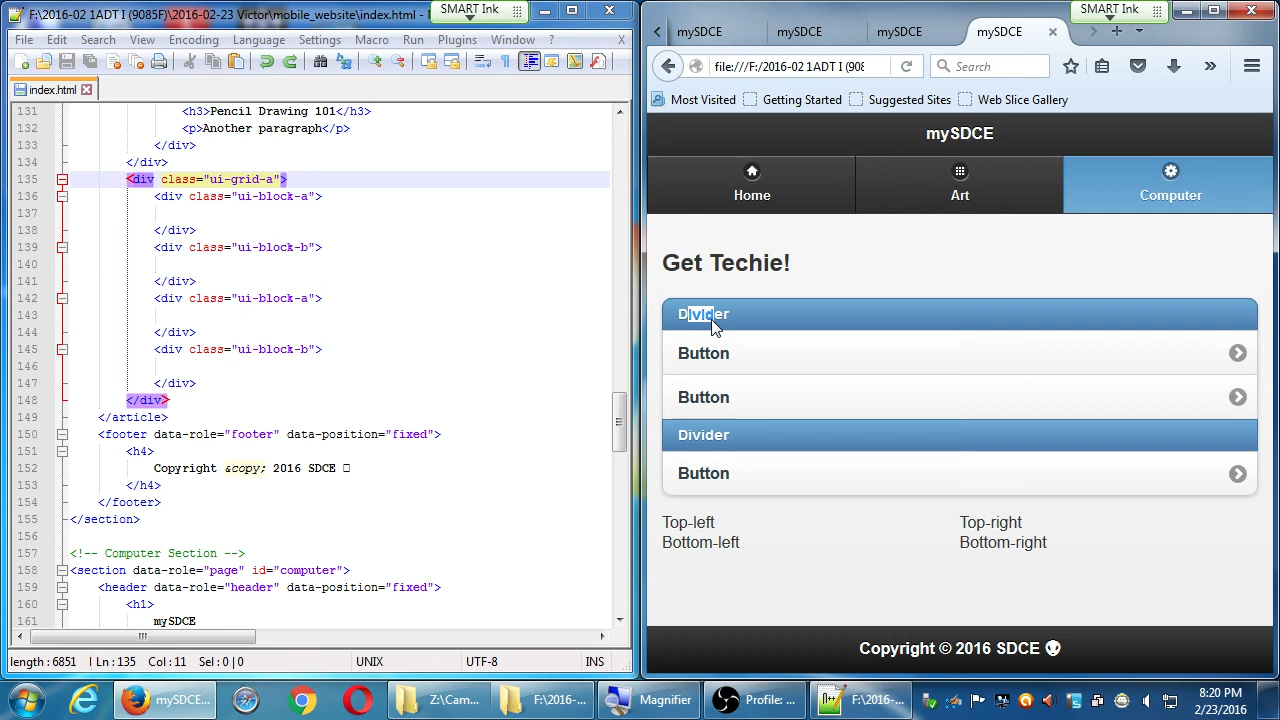 F:\2016-02 1ADT I (9085F)\2016-02-23 Victor\mobile_website\index.html -
SMART Ink
File Edit Search View Encoding Language Settings Macro Run Plugins Window ? X
index.html
131 <h3>Pencil Drawing 101</h3>
132 <p>Another paragraph</p>
133 </div>
134 </div>
135 <div class="ui-grid-a">
136 <div class="ui-block-a">
137
138 </div>
139 <div class="ui-block-b">
140
141 </div>
142 <div class="ui-block-a">
143
144 </div>
145 <div class="ui-block-b">
146
147 </div>
148 </div>
149 </article>
150 <footer data-role="footer" data-position="fixed">
151 <h4>
152 Copyright &copy; 2016 SDCE
153 </h4>
154 </footer>
155 </section>
156
157 <!-- Computer Section -->
158 <section data-role="page" id="computer">
159 <header data-role="header" data-position="fixed">
160 <h1>
161 mySDCE
length : 6851 Ln : 135 Col : 11 Sel : 0 | 0 UNIX UTF-8 INS
SMART Ink
mySDCE mySDCE mySDCE mySDCE
file:///F:/2016-02 1ADT I (908 Search
Most Visited Getting Started Suggested Sites Web Slice Gallery
mySDCE
Home Art Computer
Get Techie!
Divider
Button
Button
Divider
Button
Top-left Top-right
Bottom-left Bottom-right
Copyright © 2016 SDCE
mySDCE... Z:\Cam... F:\2016-... Magnifier Profile: ... F:\2016-...
8:20 PM
2/23/2016